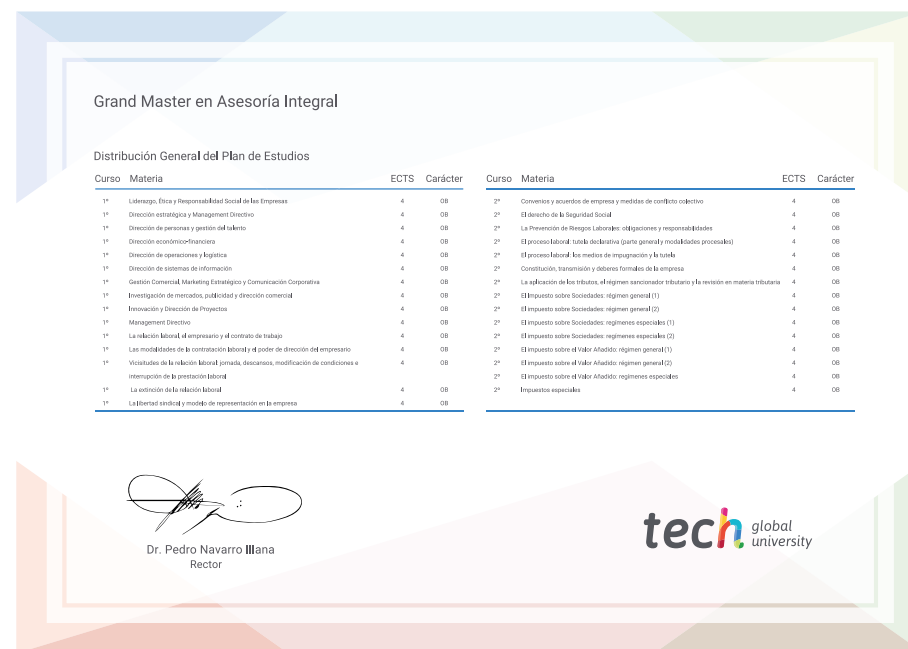 Grand Master en Asesoría Integral
Distribución General del Plan de Estudios
Curso Materia ECTS Carácter
1º Liderazgo, Ética y Responsabilidad Social de las Empresas 4 OB
1º Dirección estratégica y Management Directivo 4 OB
1º Dirección de personas y gestión del talento 4 OB
1º Dirección económico-financiera 4 OB
1º Dirección de operaciones y logística 4 OB
1º Dirección de sistemas de información 4 OB
1º Gestión Comercial, Marketing Estratégico y Comunicación Corporativa 4 OB
1º Investigación de mercados, publicidad y dirección comercial 4 OB
1º Innovación y Dirección de Proyectos 4 OB
1º Management Directivo 4 OB
1º La relación laboral, el empresario y el contrato de trabajo 4 OB
1º Las modalidades de la contratación laboral y el poder de dirección del empresario 4 OB
1º Vicisitudes de la relación laboral: jornada, descansos, modificación de condiciones e 4 OB
interrupción de la prestación laboral
1º La extinción de la relación laboral 4 OB
1º La libertad sindical y modelo de representación en la empresa 4 OB
Curso Materia ECTS Carácter
2º Convenios y acuerdos de empresa y medidas de conflicto colectivo 4 OB
2º El derecho de la Seguridad Social 4 OB
2º La Prevención de Riesgos Laborales: obligaciones y responsabilidades 4 OB
2º El proceso laboral: tutela declarativa (parte general y modalidades procesales) 4 OB
2º El proceso laboral: los medios de impugnación y la tutela 4 OB
2º Constitución, transmisión y deberes formales de la empresa 4 OB
2º La aplicación de los tributos, el régimen sancionador tributario y la revisión en materia tributaria 4 OB
2º El Impuesto sobre Sociedades: régimen general (1) 4 OB
2º El impuesto sobre Sociedades: régimen general (2) 4 OB
2º El impuesto sobre Sociedades: regímenes especiales (1) 4 OB
2º El impuesto sobre Sociedades: regímenes especiales (2) 4 OB
2º El impuesto sobre el Valor Añadido: régimen general (1) 4 OB
2º El impuesto sobre el Valor Añadido: régimen general (2) 4 OB
2º El impuesto sobre el Valor Añadido: regímenes especiales 4 OB
2º Impuestos especiales 4 OB
Dr. Pedro Navarro Illana
Rector
tech global
university